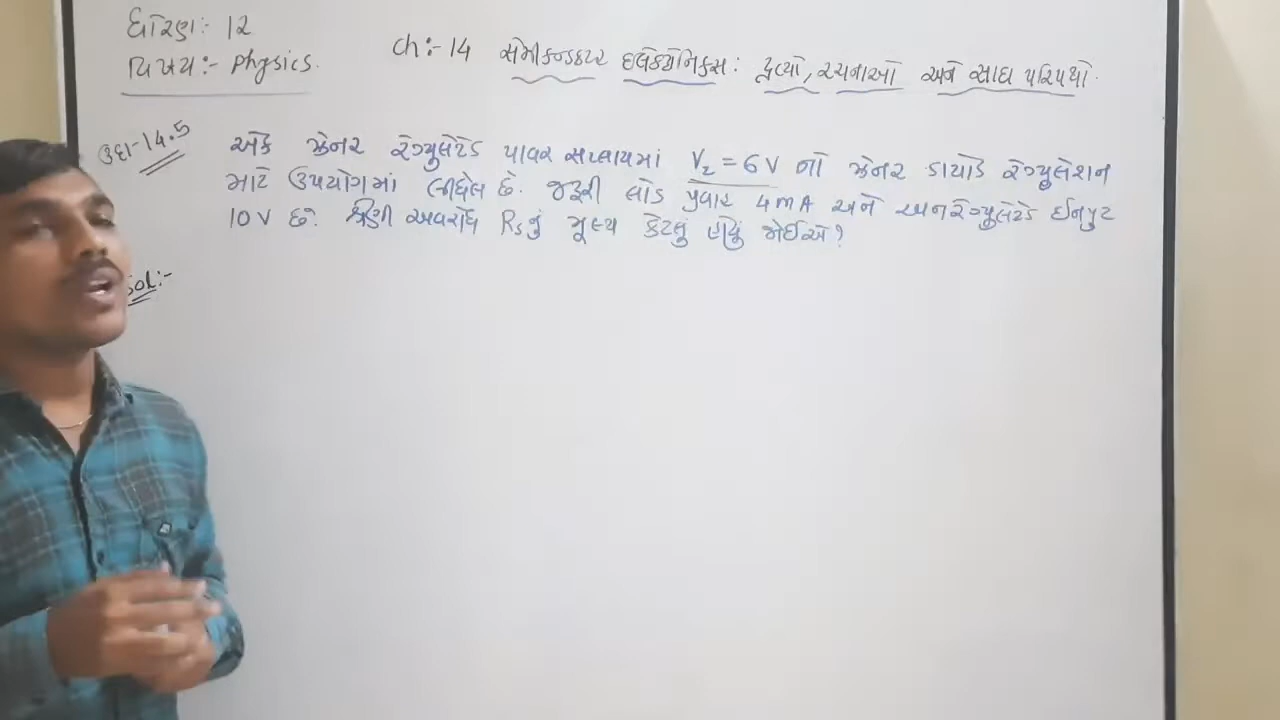 ધોરણ:- 12
વિષય:- physics.
ch:- 14 સેમીકન્ડક્ટર ઇલેક્ટ્રોનિક્સ: દ્રવ્યો, રચનાઓ અને સાદા પરિપથો.
ઉદા-14.5
એક ઝેનર રેગ્યુલેટેડ પાવર સપ્લાયમાં Vz = 6V નો ઝેનર ડાયોડ રેગ્યુલેશન
માટે ઉપયોગમાં લીધેલ છે. જરૂરી લોડ પ્રવાહ 4mA અને અનરેગ્યુલેટેડ ઈનપુટ
10V છે? શ્રેણી અવરોધ Rsનું મૂલ્ય કેટલું હોવું જોઈએ?
Sol:-